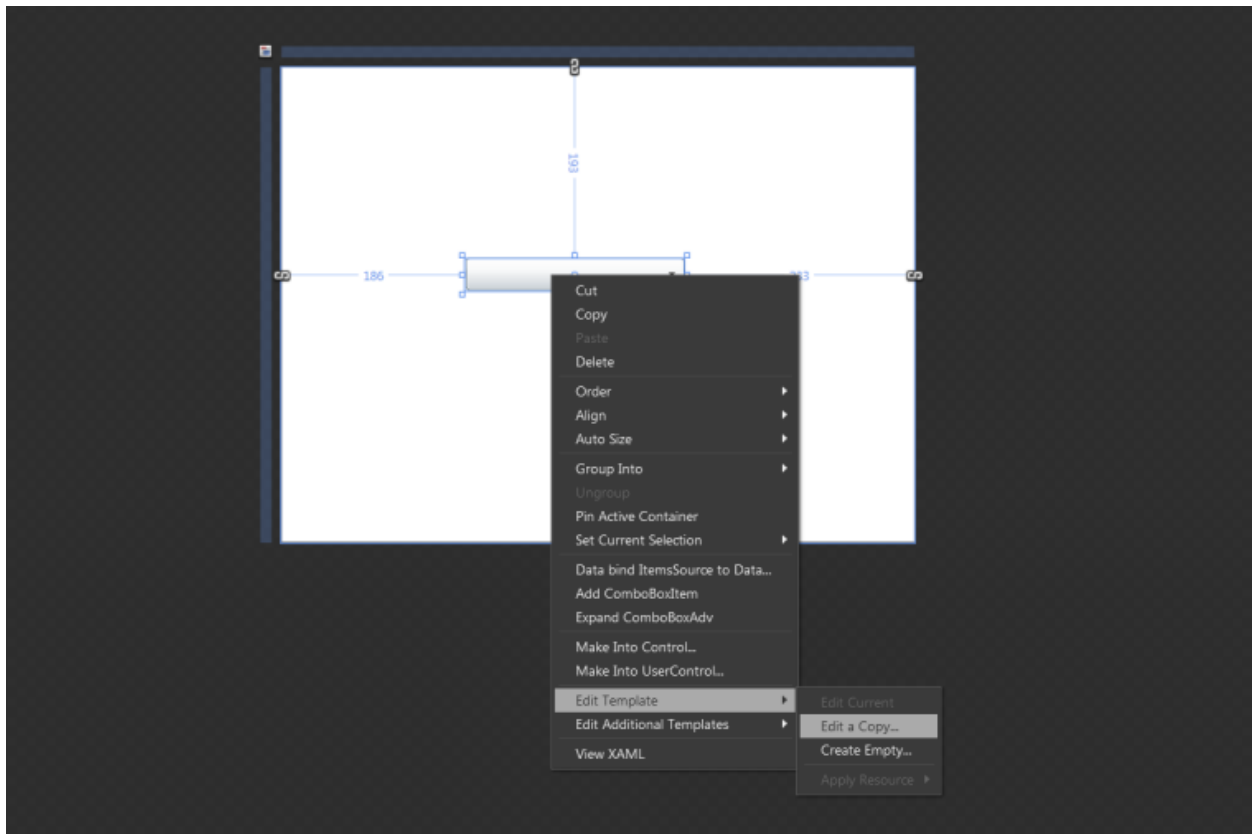 193
186
Cut
Copy
Paste
Delete
Order
Align
Auto Size
Group Into
Ungroup
Pin Active Container
Set Current Selection
Data bind ItemsSource to Data...
Add ComboBoxItem
Expand ComboBoxAdv
Make Into Control...
Make Into UserControl...
Edit Template
Edit Current
Edit Additional Templates
Edit a Copy...
View XAML
Create Empty...
Apply Resource